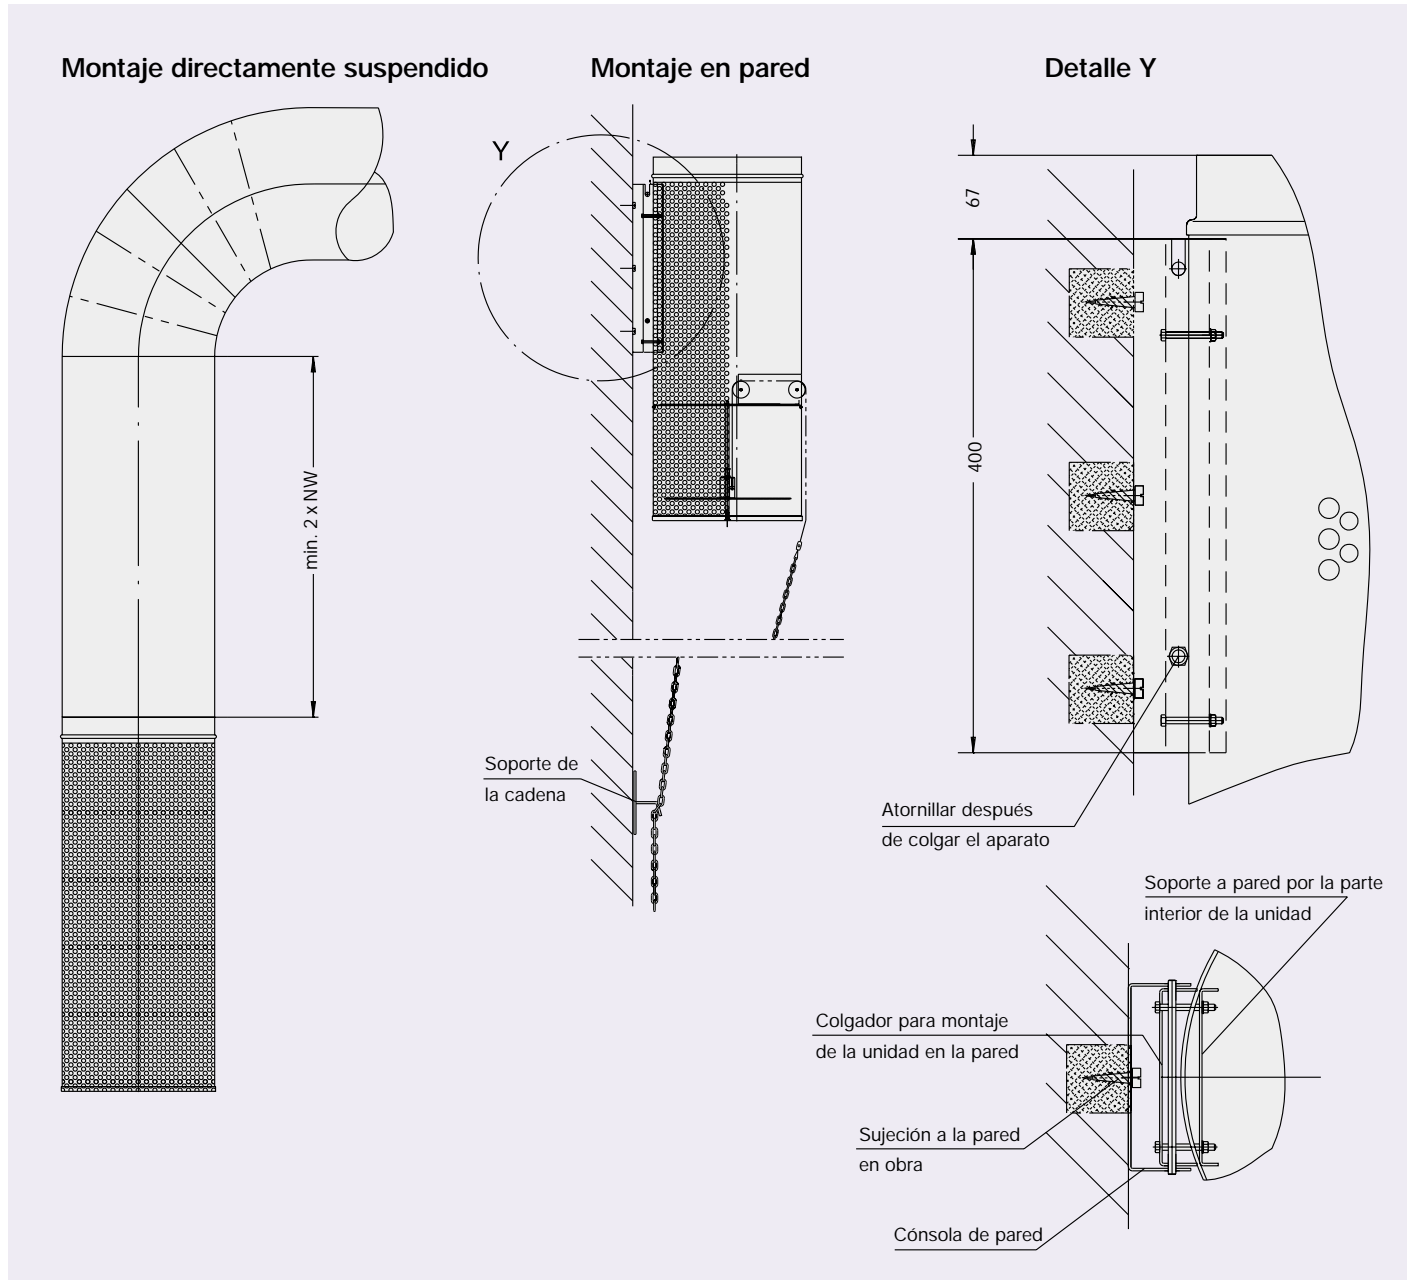 Montaje directamente suspendido
Montaje en pared
Detalle Y
Y
67
400
min. 2 x NW
Soporte de
la cadena
Atornillar después
de colgar el aparato
Soporte a pared por la parte
interior de la unidad
Colgador para montaje
de la unidad en la pared
Sujeción a la pared
en obra
Cónsola de pared